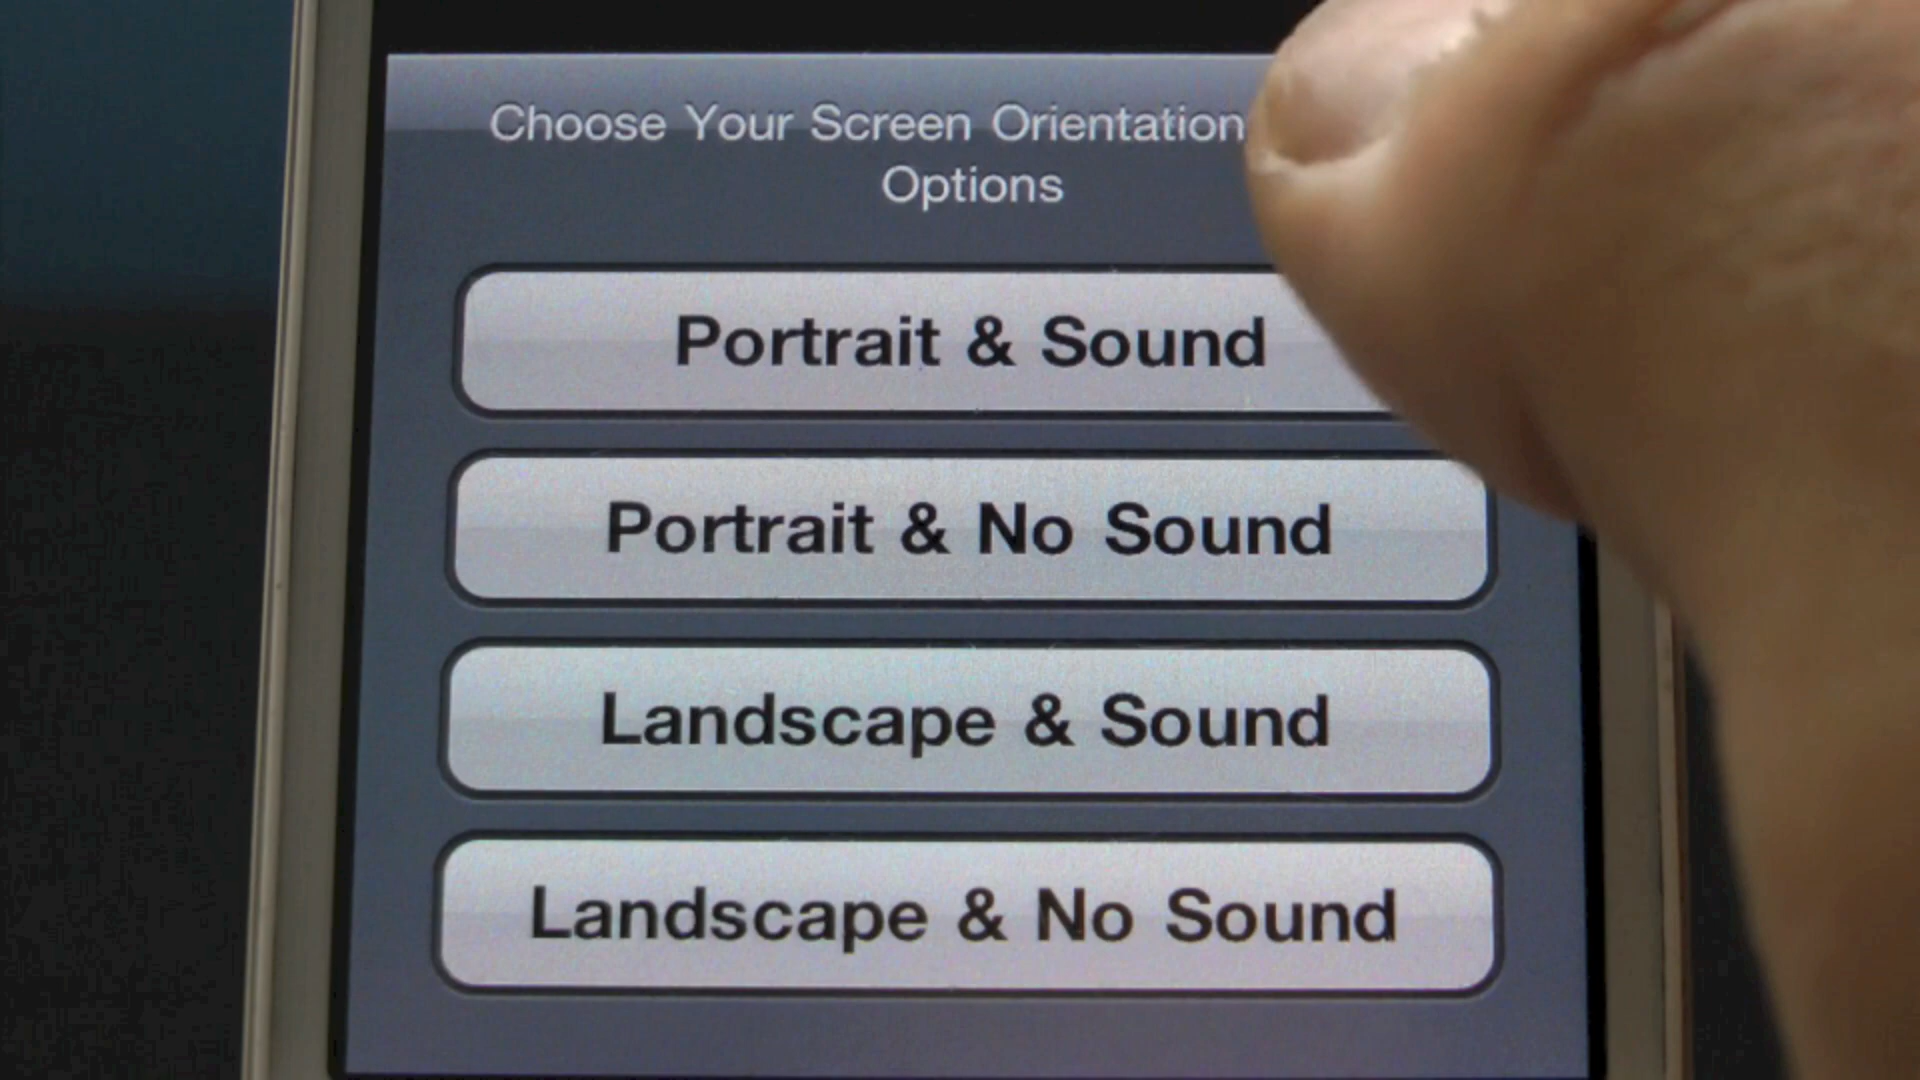 Choose Your Screen Orientation
Options
Portrait & Sound
Portrait & No Sound
Landscape & Sound
Landscape & No Sound